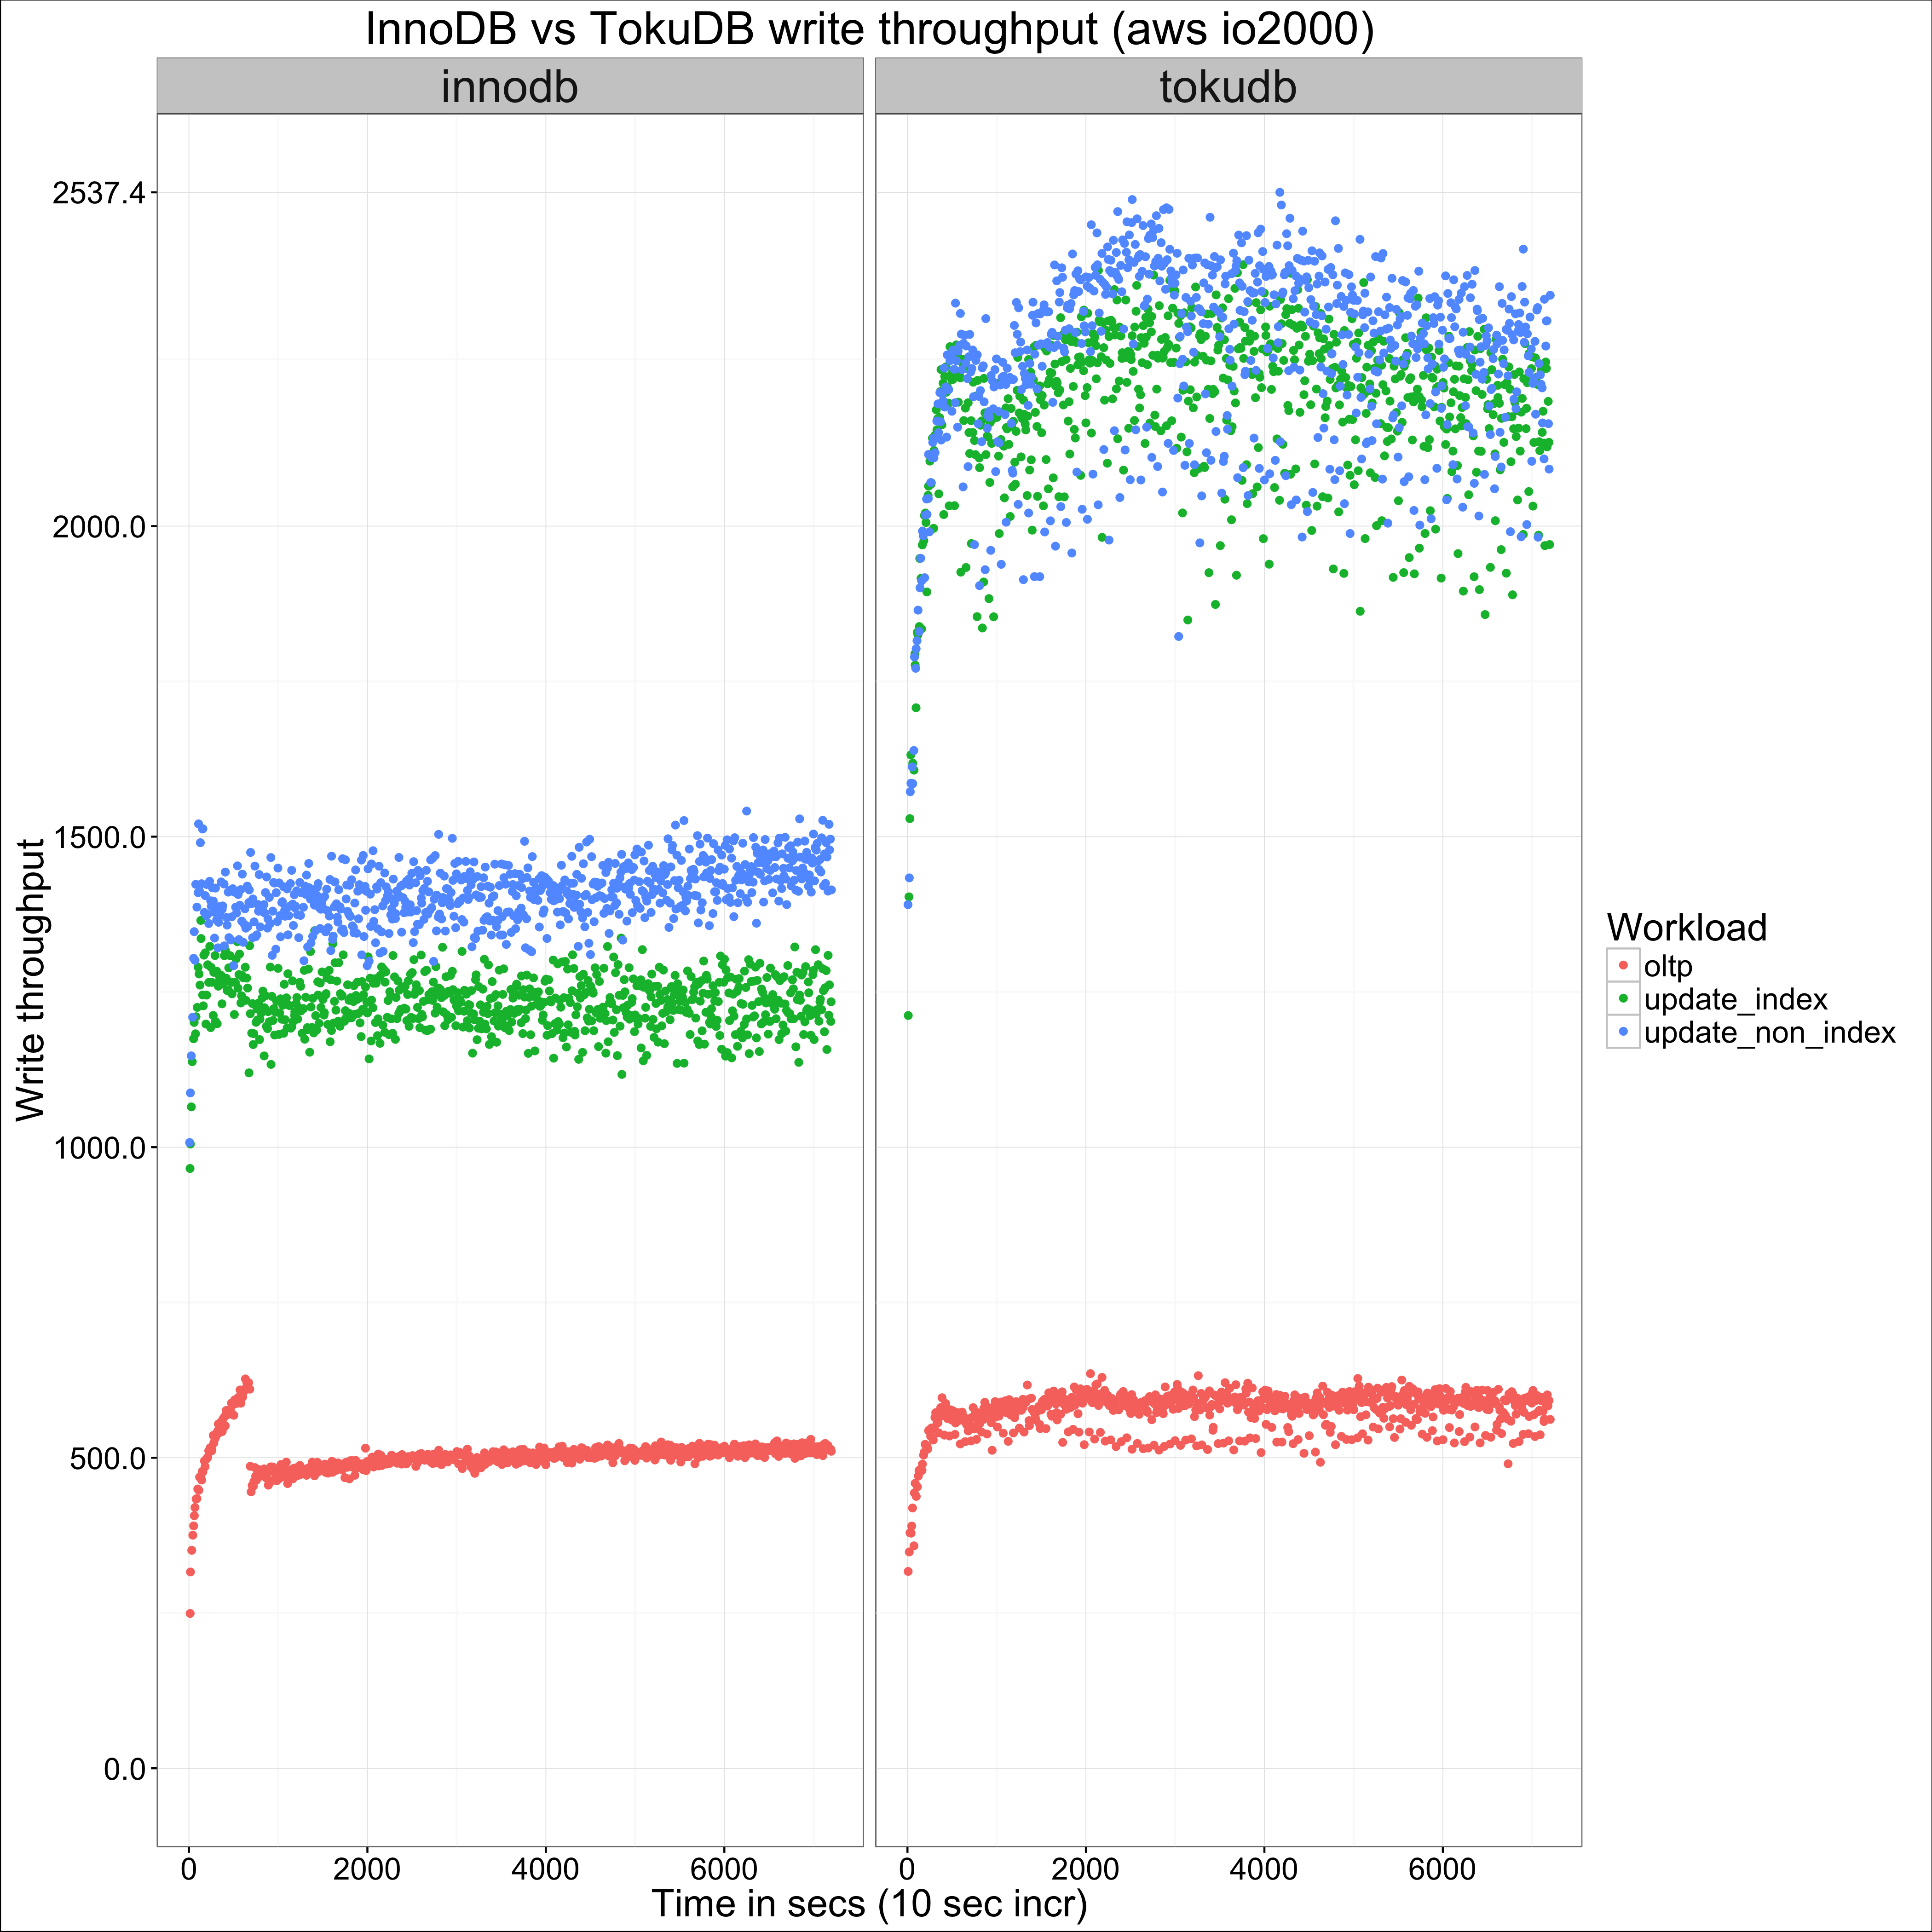 InnoDB vs TokuDB write throughput (aws io2000)
innodb
tokudb
2537.4
2000.0
1500.0
1000.0
500.0
0.0
Write throughput
0 2000 4000 6000
0 2000 4000 6000
Time in secs (10 sec incr)
Workload
oltp
update_index
update_non_index